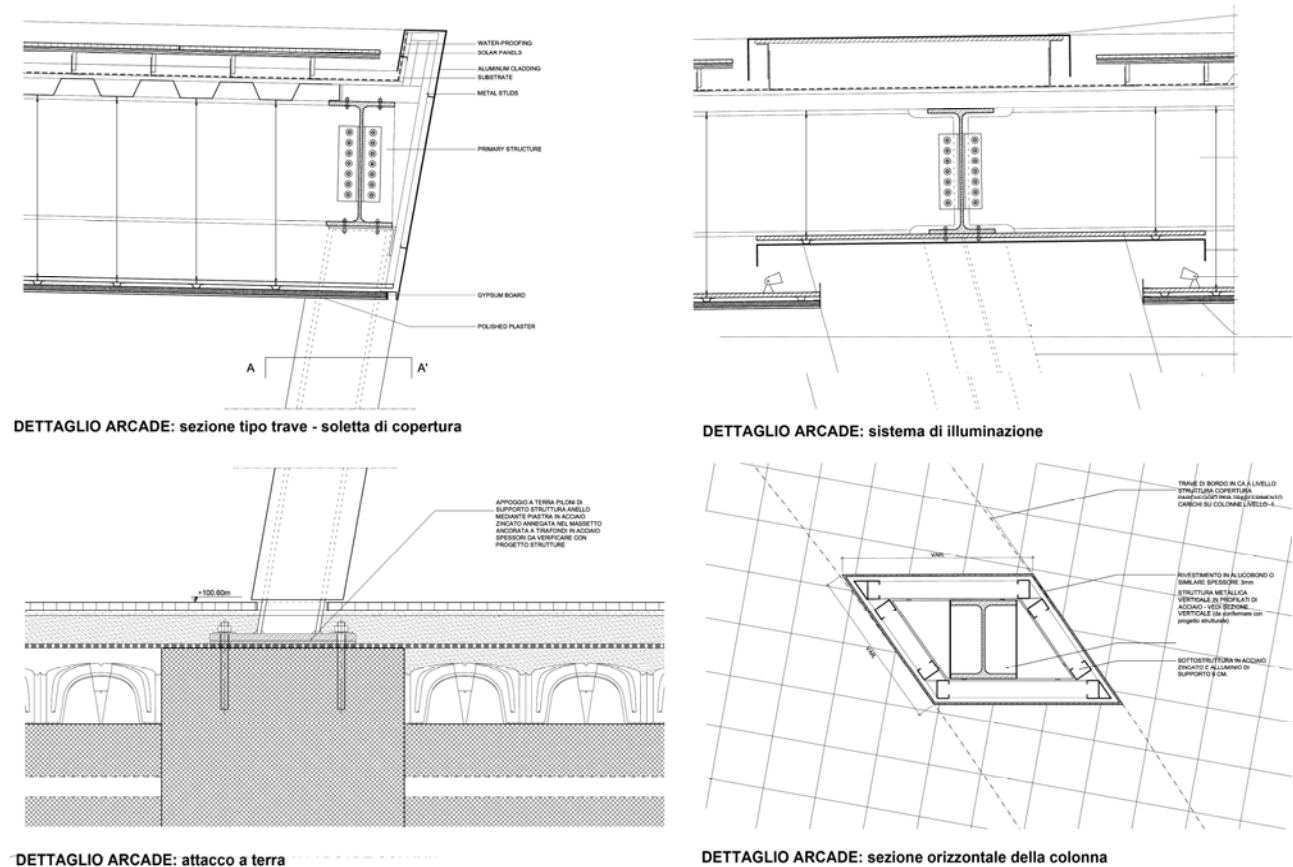 WATER-PROOFING
SOLAR PANELS
ALUMINUM CLADDING
SUBSTRATE
METAL STUDS
PRIMARY STRUCTURE
GYPSUM BOARD
POLISHED PLASTER
A A'
DETTAGLIO ARCADE: sezione tipo trave - soletta di copertura
DETTAGLIO ARCADE: sistema di illuminazione
APPOGGIO A TERRA PILONI DI
SUPPORTO STRUTTURA ANELLO
MEDIANTE PIASTRA IN ACCIAIO
ZINCATO ANNEGATA NEL MASSETTO
ANCORATA A TIRAFONDI IN ACCIAIO
SPESSORI DA VERIFICARE CON
PROGETTO STRUTTURE
+100.60m
DETTAGLIO ARCADE: attacco a terra
TRAVE DI BORDO IN CA A LIVELLO
STRUTTURA COPERTURA
PARCHEGGIO PER TRASFERIMENTO
CARICHI SU COLONNE LIVELLO -1
VAR.
VAR.
RIVESTIMENTO IN ALUCOBOND O
SIMILARE SPESSORE 3mm
STRUTTURA METALLICA
VERTICALE IN PROFILATI DI
ACCIAIO - VEDI SEZIONE
VERTICALE (da confermare con
progetto strutturale)
SOTTOSTRUTTURA IN ACCIAIO
ZINCATO E ALLUMINIO DI
SUPPORTO 9 CM.
DETTAGLIO ARCADE: sezione orizzontale della colonna